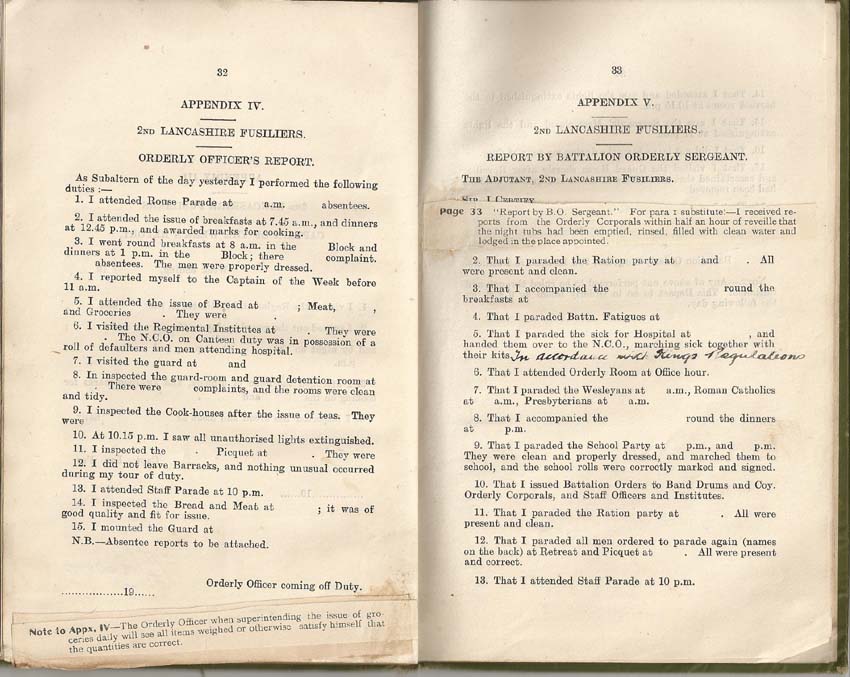 32
APPENDIX IV.
2ND LANCASHIRE FUSILIERS.
ORDERLY OFFICER'S REPORT.
As Subaltern of the day yesterday I performed the following
duties :—
1. I attended Rouse Parade at a.m. absentees.
2. I attended the issue of breakfasts at 7.45 a.m., and dinners
at 12.45 p.m., and awarded marks for cooking.
3. I went round breakfasts at 8 a.m. in the Block and
dinners at 1 p.m. in the Block; there complaint.
absentees. The men were properly dressed.
4. I reported myself to the Captain of the Week before
11 a.m.
5. I attended the issue of Bread at ; Meat, ,
and Groceries . They were .
6. I visited the Regimental Institutes at . They were
. The N.C.O. on Canteen duty was in possession of a
roll of defaulters and men attending hospital.
7. I visited the guard at and
8. In inspected the guard-room and guard detention room at
. There were complaints, and the rooms were clean
and tidy.
9. I inspected the Cook-houses after the issue of teas. They
were
10. At 10.15 p.m. I saw all unauthorised lights extinguished.
11. I inspected the . Picquet at . They were
12. I did not leave Barracks, and nothing unusual occurred
during my tour of duty.
13. I attended Staff Parade at 10 p.m.
14. I inspected the Bread and Meat at ; it was of
good quality and fit for issue.
15. I mounted the Guard at
N.B.—Absentee reports to be attached.
Orderly Officer coming off Duty.
..................19......
Note to Appx. IV—The Orderly Officer when superintending the issue of gro-
ceries daily will see all items weighed or otherwise satisfy himself that
the quantities are correct.
33
APPENDIX V.
2ND LANCASHIRE FUSILIERS.
REPORT BY BATTALION ORDERLY SERGEANT.
THE ADJUTANT, 2ND LANCASHIRE FUSILIERS.
SIR, I CERTIFY
Page 33 "Report by B.O. Sergeant." For para 1 substitute:—I received re-
ports from the Orderly Corporals within half an hour of reveille that
the night tubs had been emptied, rinsed, filled with clean water and
lodged in the place appointed.
2. That I paraded the Ration party at and . All
were present and clean.
3. That I accompanied the round the
breakfasts at
4. That I paraded Battn. Fatigues at
5. That I paraded the sick for Hospital at , and
handed them over to the N.C.O., marching sick together with
their kits In accordance with Kings Regulations
6. That I attended Orderly Room at Office hour.
7. That I paraded the Wesleyans at a.m., Roman Catholics
at a.m., Presbyterians at a.m.
8. That I accompanied the round the dinners
at p.m.
9. That I paraded the School Party at p.m., and p.m.
They were clean and properly dressed, and marched them to
school, and the school rolls were correctly marked and signed.
10. That I issued Battalion Orders to Band Drums and Coy.
Orderly Corporals, and Staff Officers and Institutes.
11. That I paraded the Ration party at . All were
present and clean.
12. That I paraded all men ordered to parade again (names
on the back) at Retreat and Picquet at . All were present
and correct.
13. That I attended Staff Parade at 10 p.m.